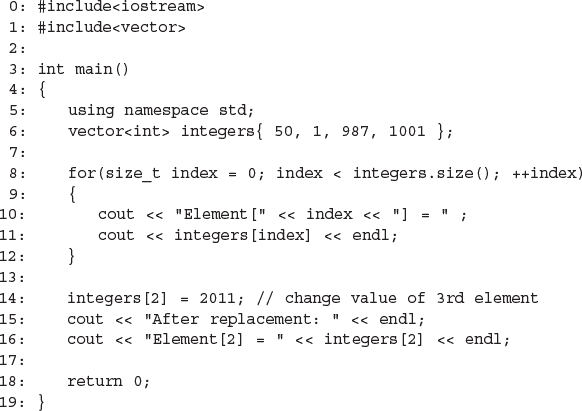 0: #include<iostream>
1: #include<vector>
2:
3: int main()
4: {
5:    using namespace std;
6:    vector<int> integers{ 50, 1, 987, 1001 };
7:
8:    for(size_t index = 0; index < integers.size(); ++index)
9:    {
10:      cout << "Element[" << index << "] = " ;
11:      cout << integers[index] << endl;
12:   }
13:
14:   integers[2] = 2011; // change value of 3rd element
15:   cout << "After replacement: " << endl;
16:   cout << "Element[2] = " << integers[2] << endl;
17:
18:   return 0;
19: }